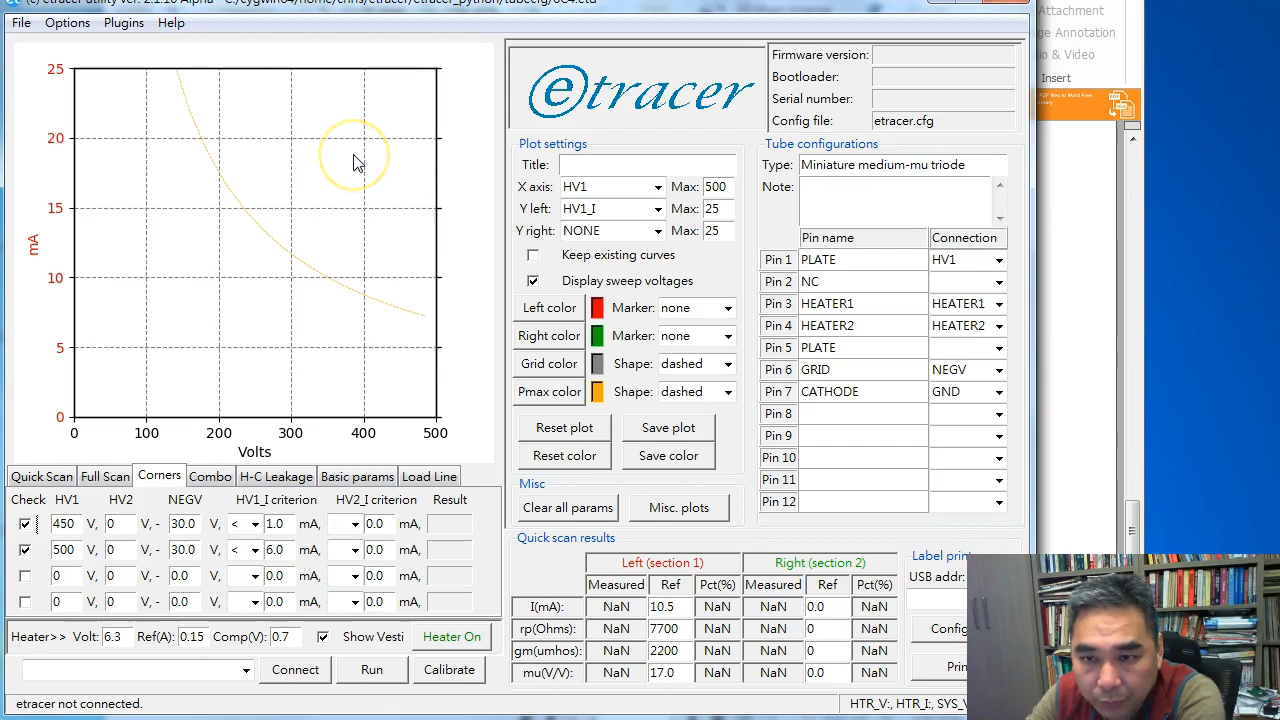 (c) etracer utility ver. 2.1.16 Alpha - C:/cygwin64/home/chris/etracer/etracer_python/tubecfg/6C4.etd
File Options Plugins Help
Attachment
ge Annotation
io & Video
Insert
25
20
15
10
5
0
mA
0 100 200 300 400 500
Volts
etracer
Firmware version:
Bootloader:
Serial number:
Config file: etracer.cfg
Plot settings
Title:
X axis: HV1 Max: 500
Y left: HV1_I Max: 25
Y right: NONE Max: 25
Keep existing curves
Display sweep voltages
Left color Marker: none
Right color Marker: none
Grid color Shape: dashed
Pmax color Shape: dashed
Reset plot Save plot
Reset color Save color
Misc
Clear all params Misc. plots
Tube configurations
Type: Miniature medium-mu triode
Note:
Pin name Connection
Pin 1 PLATE HV1
Pin 2 NC
Pin 3 HEATER1 HEATER1
Pin 4 HEATER2 HEATER2
Pin 5 PLATE
Pin 6 GRID NEGV
Pin 7 CATHODE GND
Pin 8
Pin 9
Pin 10
Pin 11
Pin 12
Quick Scan Full Scan Corners Combo H-C Leakage Basic params Load Line
Check HV1 HV2 NEGV HV1_I criterion HV2_I criterion Result
450 V, 0 V, - 30.0 V, < 1.0 mA, 0.0 mA,
500 V, 0 V, - 30.0 V, < 6.0 mA, 0.0 mA,
0 V, 0 V, - 0.0 V, 0.0 mA, 0.0 mA,
0 V, 0 V, - 0.0 V, 0.0 mA, 0.0 mA,
Heater>> Volt: 6.3 Ref(A): 0.15 Comp(V): 0.7 Show Vesti Heater On
Connect Run Calibrate
etracer not connected.
Quick scan results
Left (section 1) Right (section 2)
Measured Ref Pct(%) Measured Ref Pct(%)
I(mA): NaN 10.5 NaN NaN 0.0 NaN
rp(Ohms): NaN 7700 NaN NaN 0 NaN
gm(umhos): NaN 2200 NaN NaN 0 NaN
mu(V/V): NaN 17.0 NaN NaN 0.0 NaN
Label print
USB addr:
Config
Prin
HTR_V:, HTR_I:, SYS_V